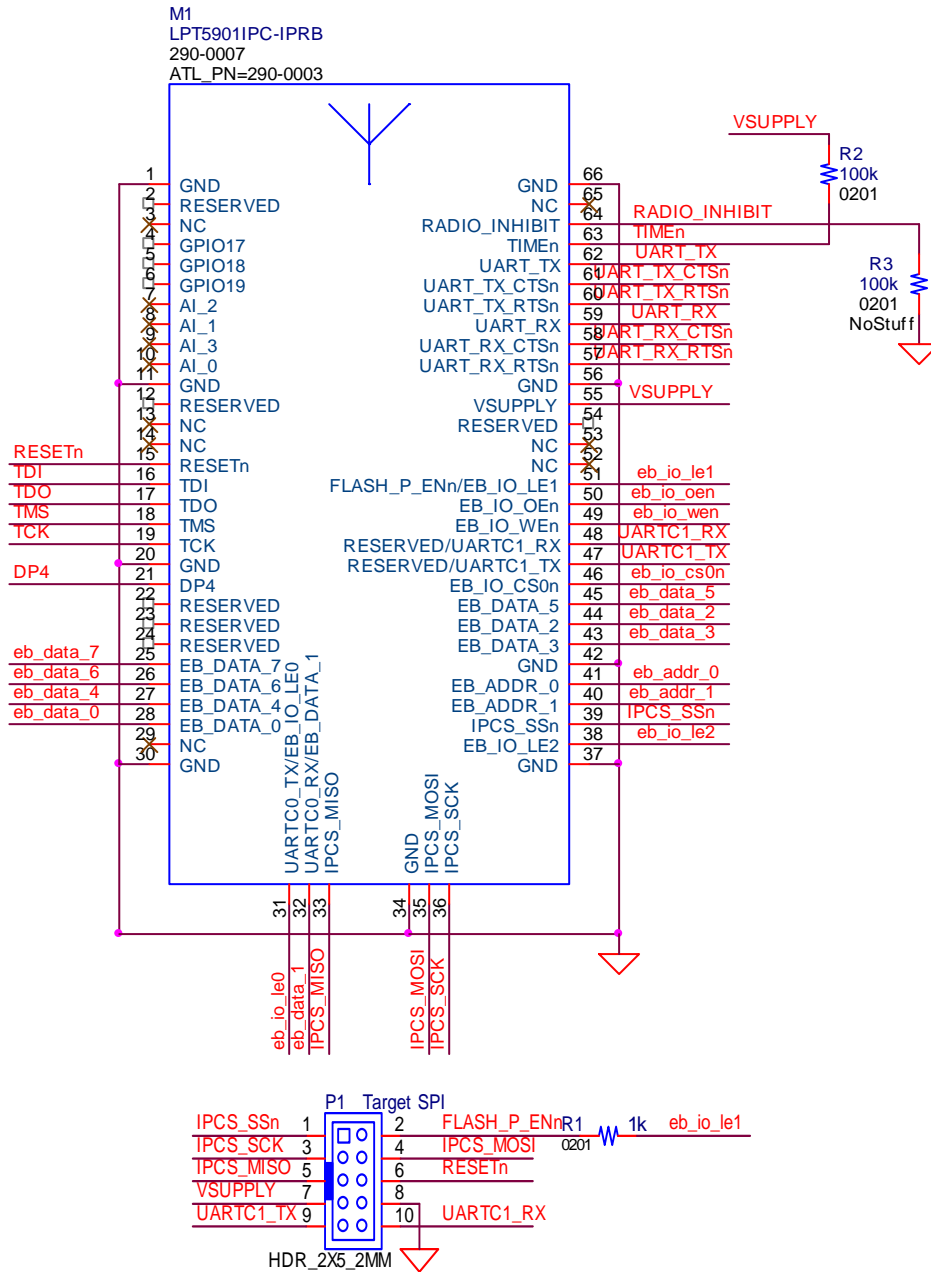 M1
LPT5901IPC-IPRB
290-0007
ATL_PN=290-0003
VSUPPLY
R2
100k
0201
R3
100k
0201
NoStuff
1 GND
2 RESERVED
3 NC
4 GPIO17
5 GPIO18
6 GPIO19
7 AI_2
8 AI_1
9 AI_3
10 AI_0
11 GND
12 RESERVED
13 NC
14 NC
RESETn 15 RESETn
TDI 16 TDI
TDO 17 TDO
TMS 18 TMS
TCK 19 TCK
20 GND
DP4 21 DP4
22 RESERVED
23 RESERVED
24 RESERVED
eb_data_7 25 EB_DATA_7
eb_data_6 26 EB_DATA_6
eb_data_4 27 EB_DATA_4
eb_data_0 28 EB_DATA_0
29 NC
30 GND
GND 66
NC 65
RADIO_INHIBIT 64 RADIO_INHIBIT
TIMEn 63 TIMEn
UART_TX 62 UART_TX
UART_TX_CTSn 61 UART_TX_CTSn
UART_TX_RTSn 60 UART_TX_RTSn
UART_RX 59 UART_RX
UART_RX_CTSn 58 UART_RX_CTSn
UART_RX_RTSn 57 UART_RX_RTSn
GND 56
VSUPPLY 55 VSUPPLY
RESERVED 54
NC 53
NC 52
FLASH_P_ENn/EB_IO_LE1 51 eb_io_le1
EB_IO_OEn 50 eb_io_oen
EB_IO_WEn 49 eb_io_wen
RESERVED/UARTC1_RX 48 UARTC1_RX
RESERVED/UARTC1_TX 47 UARTC1_TX
EB_IO_CS0n 46 eb_io_cs0n
EB_DATA_5 45 eb_data_5
EB_DATA_2 44 eb_data_2
EB_DATA_3 43 eb_data_3
GND 42
EB_ADDR_0 41 eb_addr_0
EB_ADDR_1 40 eb_addr_1
IPCS_SSn 39 IPCS_SSn
EB_IO_LE2 38 eb_io_le2
GND 37
UARTC0_TX/EB_IO_LE0 31 eb_io_le0
UARTC0_RX/EB_DATA_1 32 eb_data_1
IPCS_MISO 33 IPCS_MISO
GND 34
IPCS_MOSI 35 IPCS_MOSI
IPCS_SCK 36 IPCS_SCK
P1 Target SPI
IPCS_SSn 1 2 FLASH_P_ENn R1 0201 1k eb_io_le1
IPCS_SCK 3 4 IPCS_MOSI
IPCS_MISO 5 6 RESETn
VSUPPLY 7 8
UARTC1_TX 9 10 UARTC1_RX
HDR_2X5_2MM